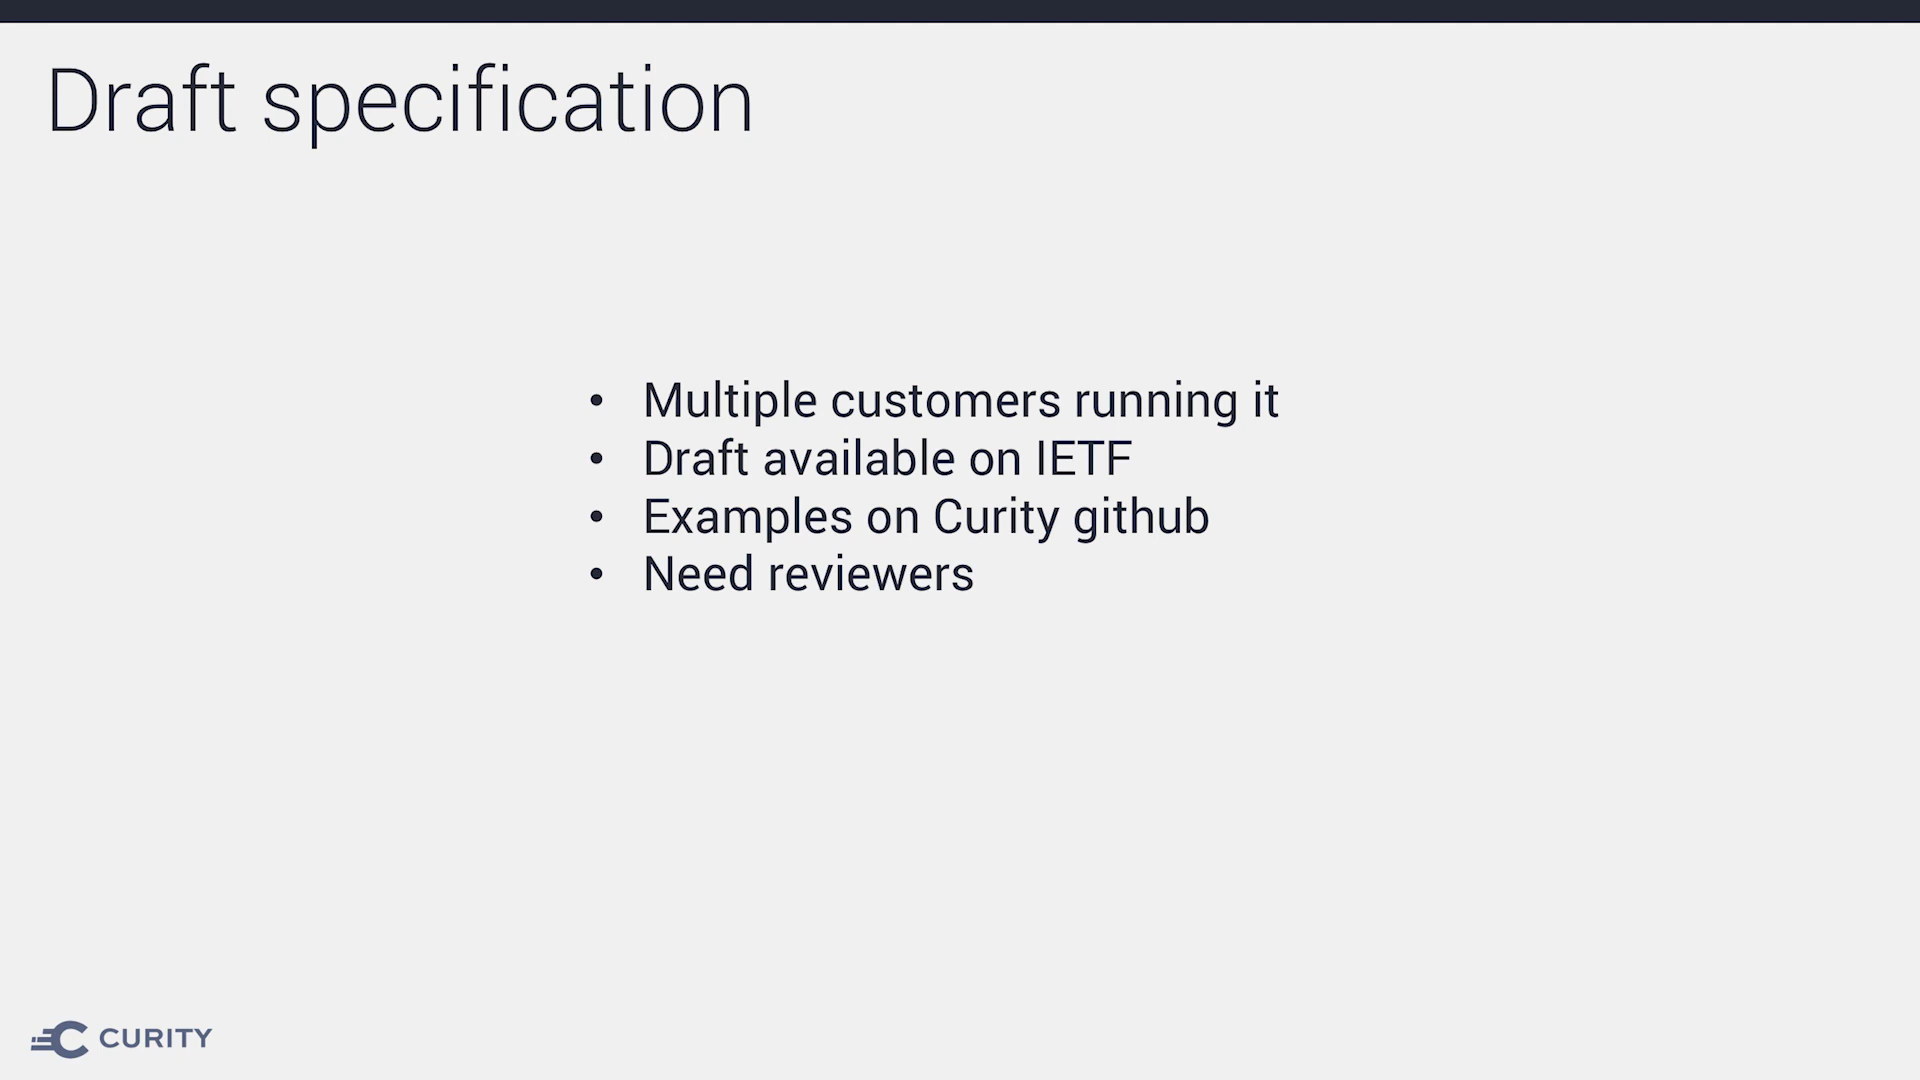 Draft specification
• Multiple customers running it
• Draft available on IETF
• Examples on Curity github
• Need reviewers
CURITY